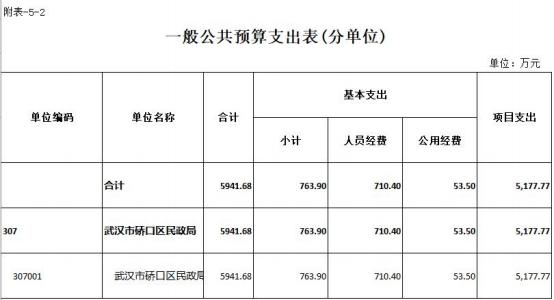 附表-5-2
一般公共预算支出表(分单位)
单位：万元
单位编码 单位名称 合计 基本支出 项目支出
小计 人员经费 公用经费
合计 5941.68 763.90 710.40 53.50 5,177.77
307 武汉市硚口区民政局 5941.68 763.90 710.40 53.50 5,177.77
307001 武汉市硚口区民政局 5941.68 763.90 710.40 53.50 5,177.77